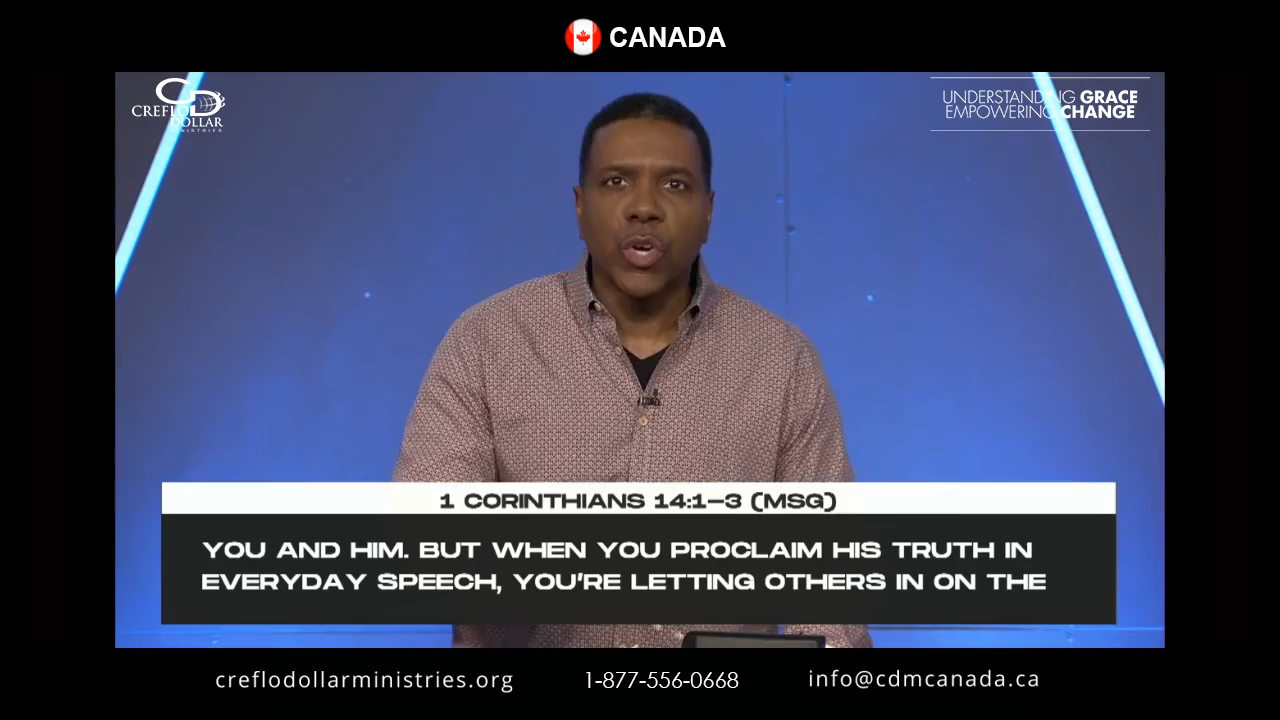 CANADA
CREFLO DOLLAR
MINISTRIES
UNDERSTANDING GRACE
EMPOWERING CHANGE
1 CORINTHIANS 14:1–3 (MSG)
YOU AND HIM. BUT WHEN YOU PROCLAIM HIS TRUTH IN
EVERYDAY SPEECH, YOU'RE LETTING OTHERS IN ON THE
creflodollarministries.org 1-877-556-0668 info@cdmcanada.ca